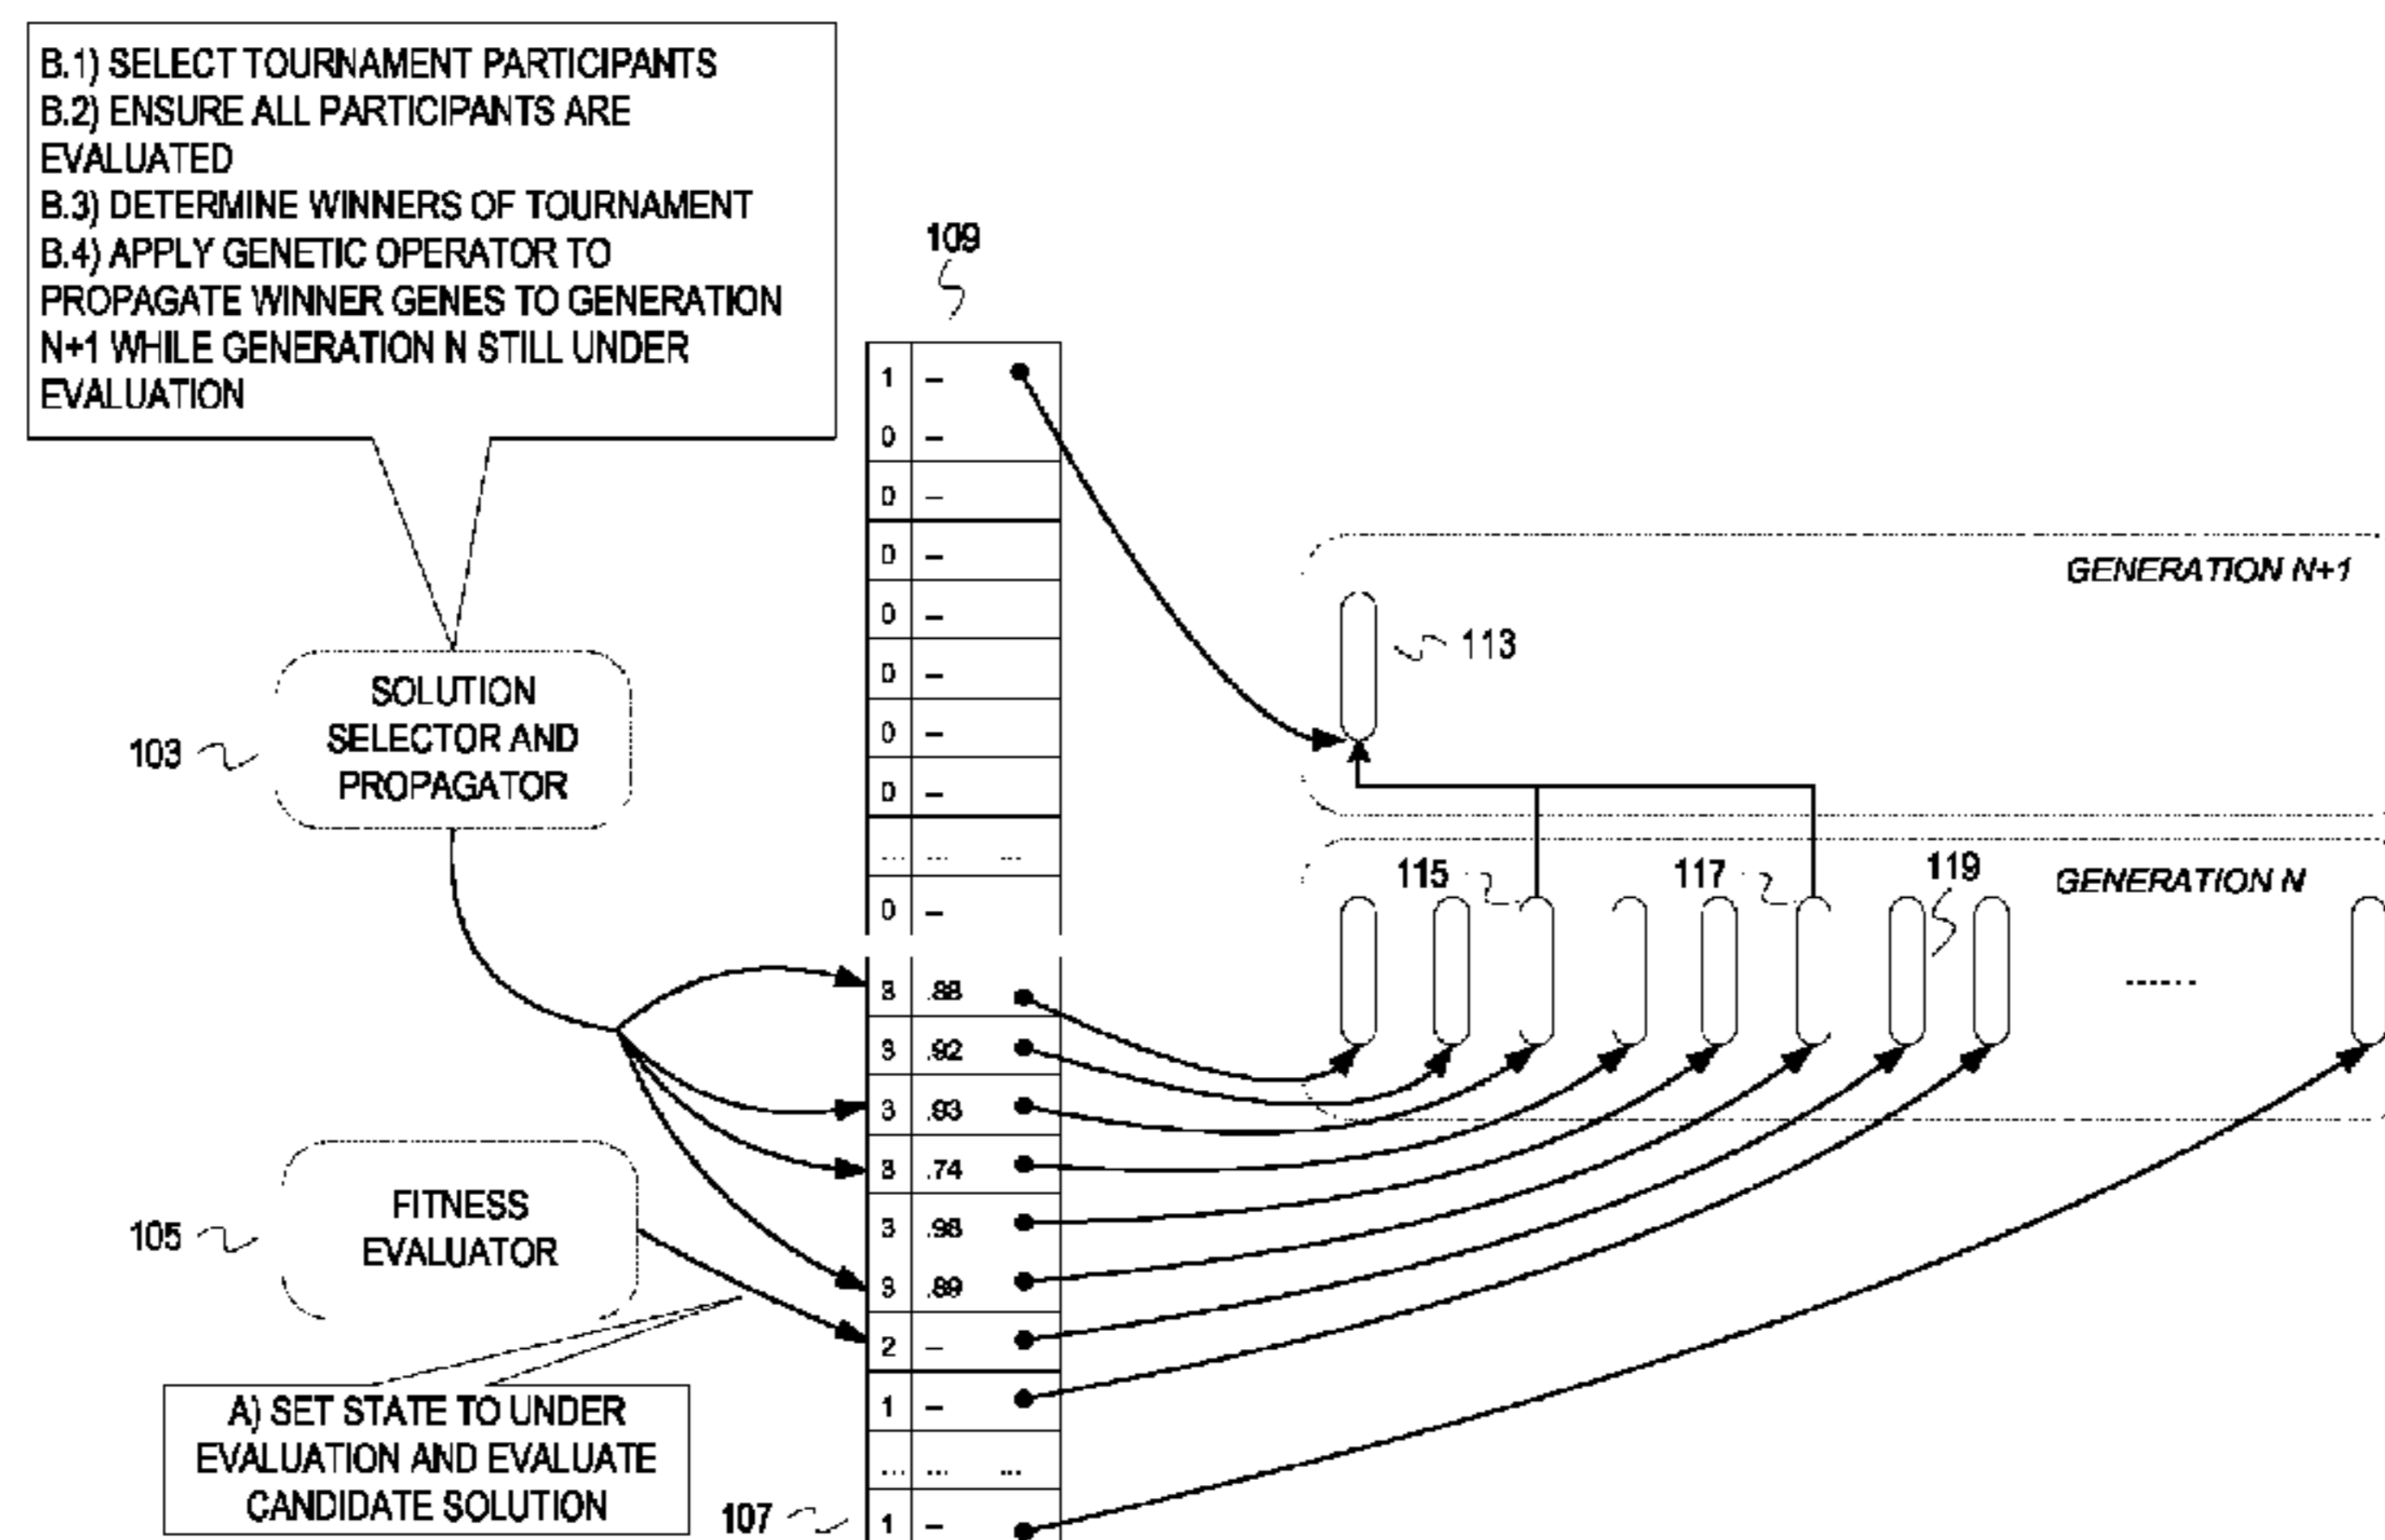 B.1) SELECT TOURNAMENT PARTICIPANTS
B.2) ENSURE ALL PARTICIPANTS ARE
EVALUATED
B.3) DETERMINE WINNERS OF TOURNAMENT
B.4) APPLY GENETIC OPERATOR TO
PROPAGATE WINNER GENES TO GENERATION
N+1 WHILE GENERATION N STILL UNDER
EVALUATION
109
1 –
0 –
0 –
0 –
0 –
0 –
0 –
0 –
... ... ...
0 –
GENERATION N+1
113
SOLUTION
SELECTOR AND
PROPAGATOR
103
115
117
119
GENERATION N
......
3
3 .92
3 .93
3 .74
3 .98
3 .89
2 –
1 –
... ... ...
1 –
FITNESS
EVALUATOR
105
A) SET STATE TO UNDER
EVALUATION AND EVALUATE
CANDIDATE SOLUTION
107